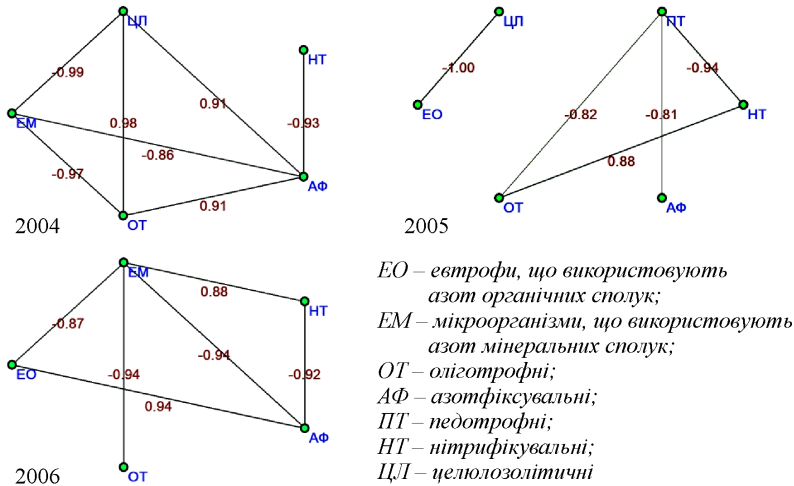 ЦЛ
НТ
-0.99
0.91
ЕМ
0.98
-0.93
-0.86
-0.97
АФ
0.91
ОТ
2004
ЦЛ
ПТ
-1.00
-0.94
ЕО
-0.82
-0.81
НТ
0.88
ОТ
АФ
2005
ЕМ
0.88
НТ
-0.87
-0.94
ЕО
-0.94
-0.92
0.94
АФ
ОТ
2006
ЕО – евтрофи, що використовують
азот органічних сполук;
ЕМ – мікроорганізми, що використовують
азот мінеральних сполук;
ОТ – оліготрофні;
АФ – азотфіксувальні;
ПТ – педотрофні;
НТ – нітрифікувальні;
ЦЛ – целюлозолітичні